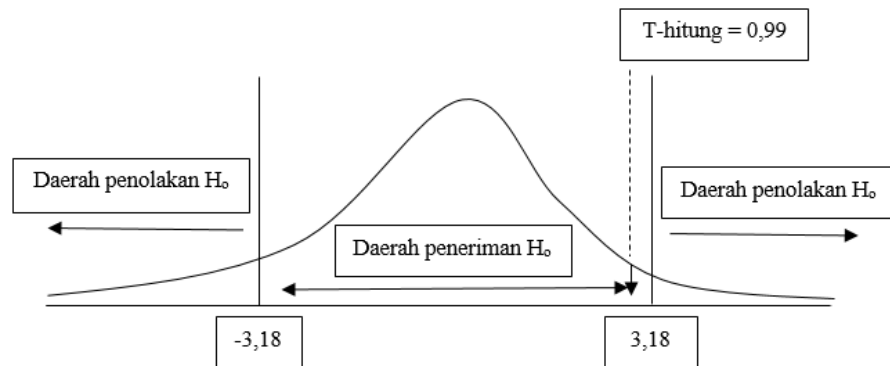 T-hitung = 0,99
Daerah penolakan Hₒ
Daerah penolakan Hₒ
Daerah peneriman Hₒ
-3,18
3,18